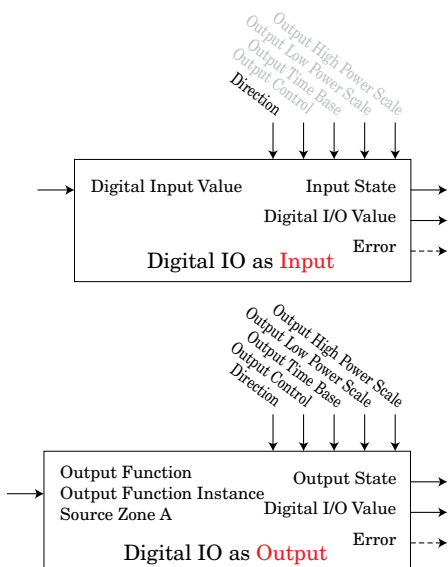 Output High Power Scale
Output Low Power Scale
Output Time Base
Output Control
Direction
Digital Input Value
Input State
Digital I/O Value
Error
Digital IO as Input
Output High Power Scale
Output Low Power Scale
Output Time Base
Output Control
Direction
Output Function
Output Function Instance
Source Zone A
Output State
Digital I/O Value
Error
Digital IO as Output